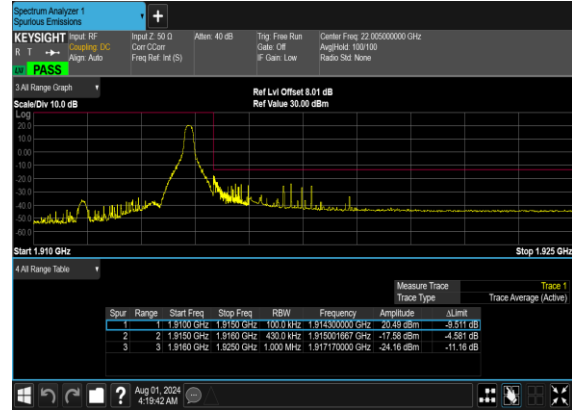 Spectrum Analyzer 1
Spurious Emissions
+
KEYSIGHT Input: RF Input Z: 50 Ω Atten: 40 dB Trig: Free Run Center Freq: 22.005000000 GHz
R T Coupling: DC Corr CCorr Gate: Off Avg|Hold: 100/100
Align: Auto Freq Ref: Int (S) IF Gain: Low Radio Std: None
PASS
3 All Range Graph
Ref Lvl Offset 8.01 dB
Scale/Div 10.0 dB Ref Value 30.00 dBm
Log
20.0
10.0
0.00
-10.0
-20.0
-30.0
-40.0
-50.0
-60.0
Start 1.910 GHz Stop 1.925 GHz
4 All Range Table
Measure Trace Trace 1
Trace Type Trace Average (Active)
Spur Range Start Freq Stop Freq RBW Frequency Amplitude ΔLimit
1 1 1.9100 GHz 1.9150 GHz 100.0 kHz 1.914300000 GHz 20.49 dBm -9.511 dB
2 2 1.9150 GHz 1.9160 GHz 430.0 kHz 1.915001667 GHz -17.58 dBm -4.581 dB
3 3 1.9160 GHz 1.9250 GHz 1.000 MHz 1.917170000 GHz -24.16 dBm -11.16 dB
? Aug 01, 2024
4:19:42 AM